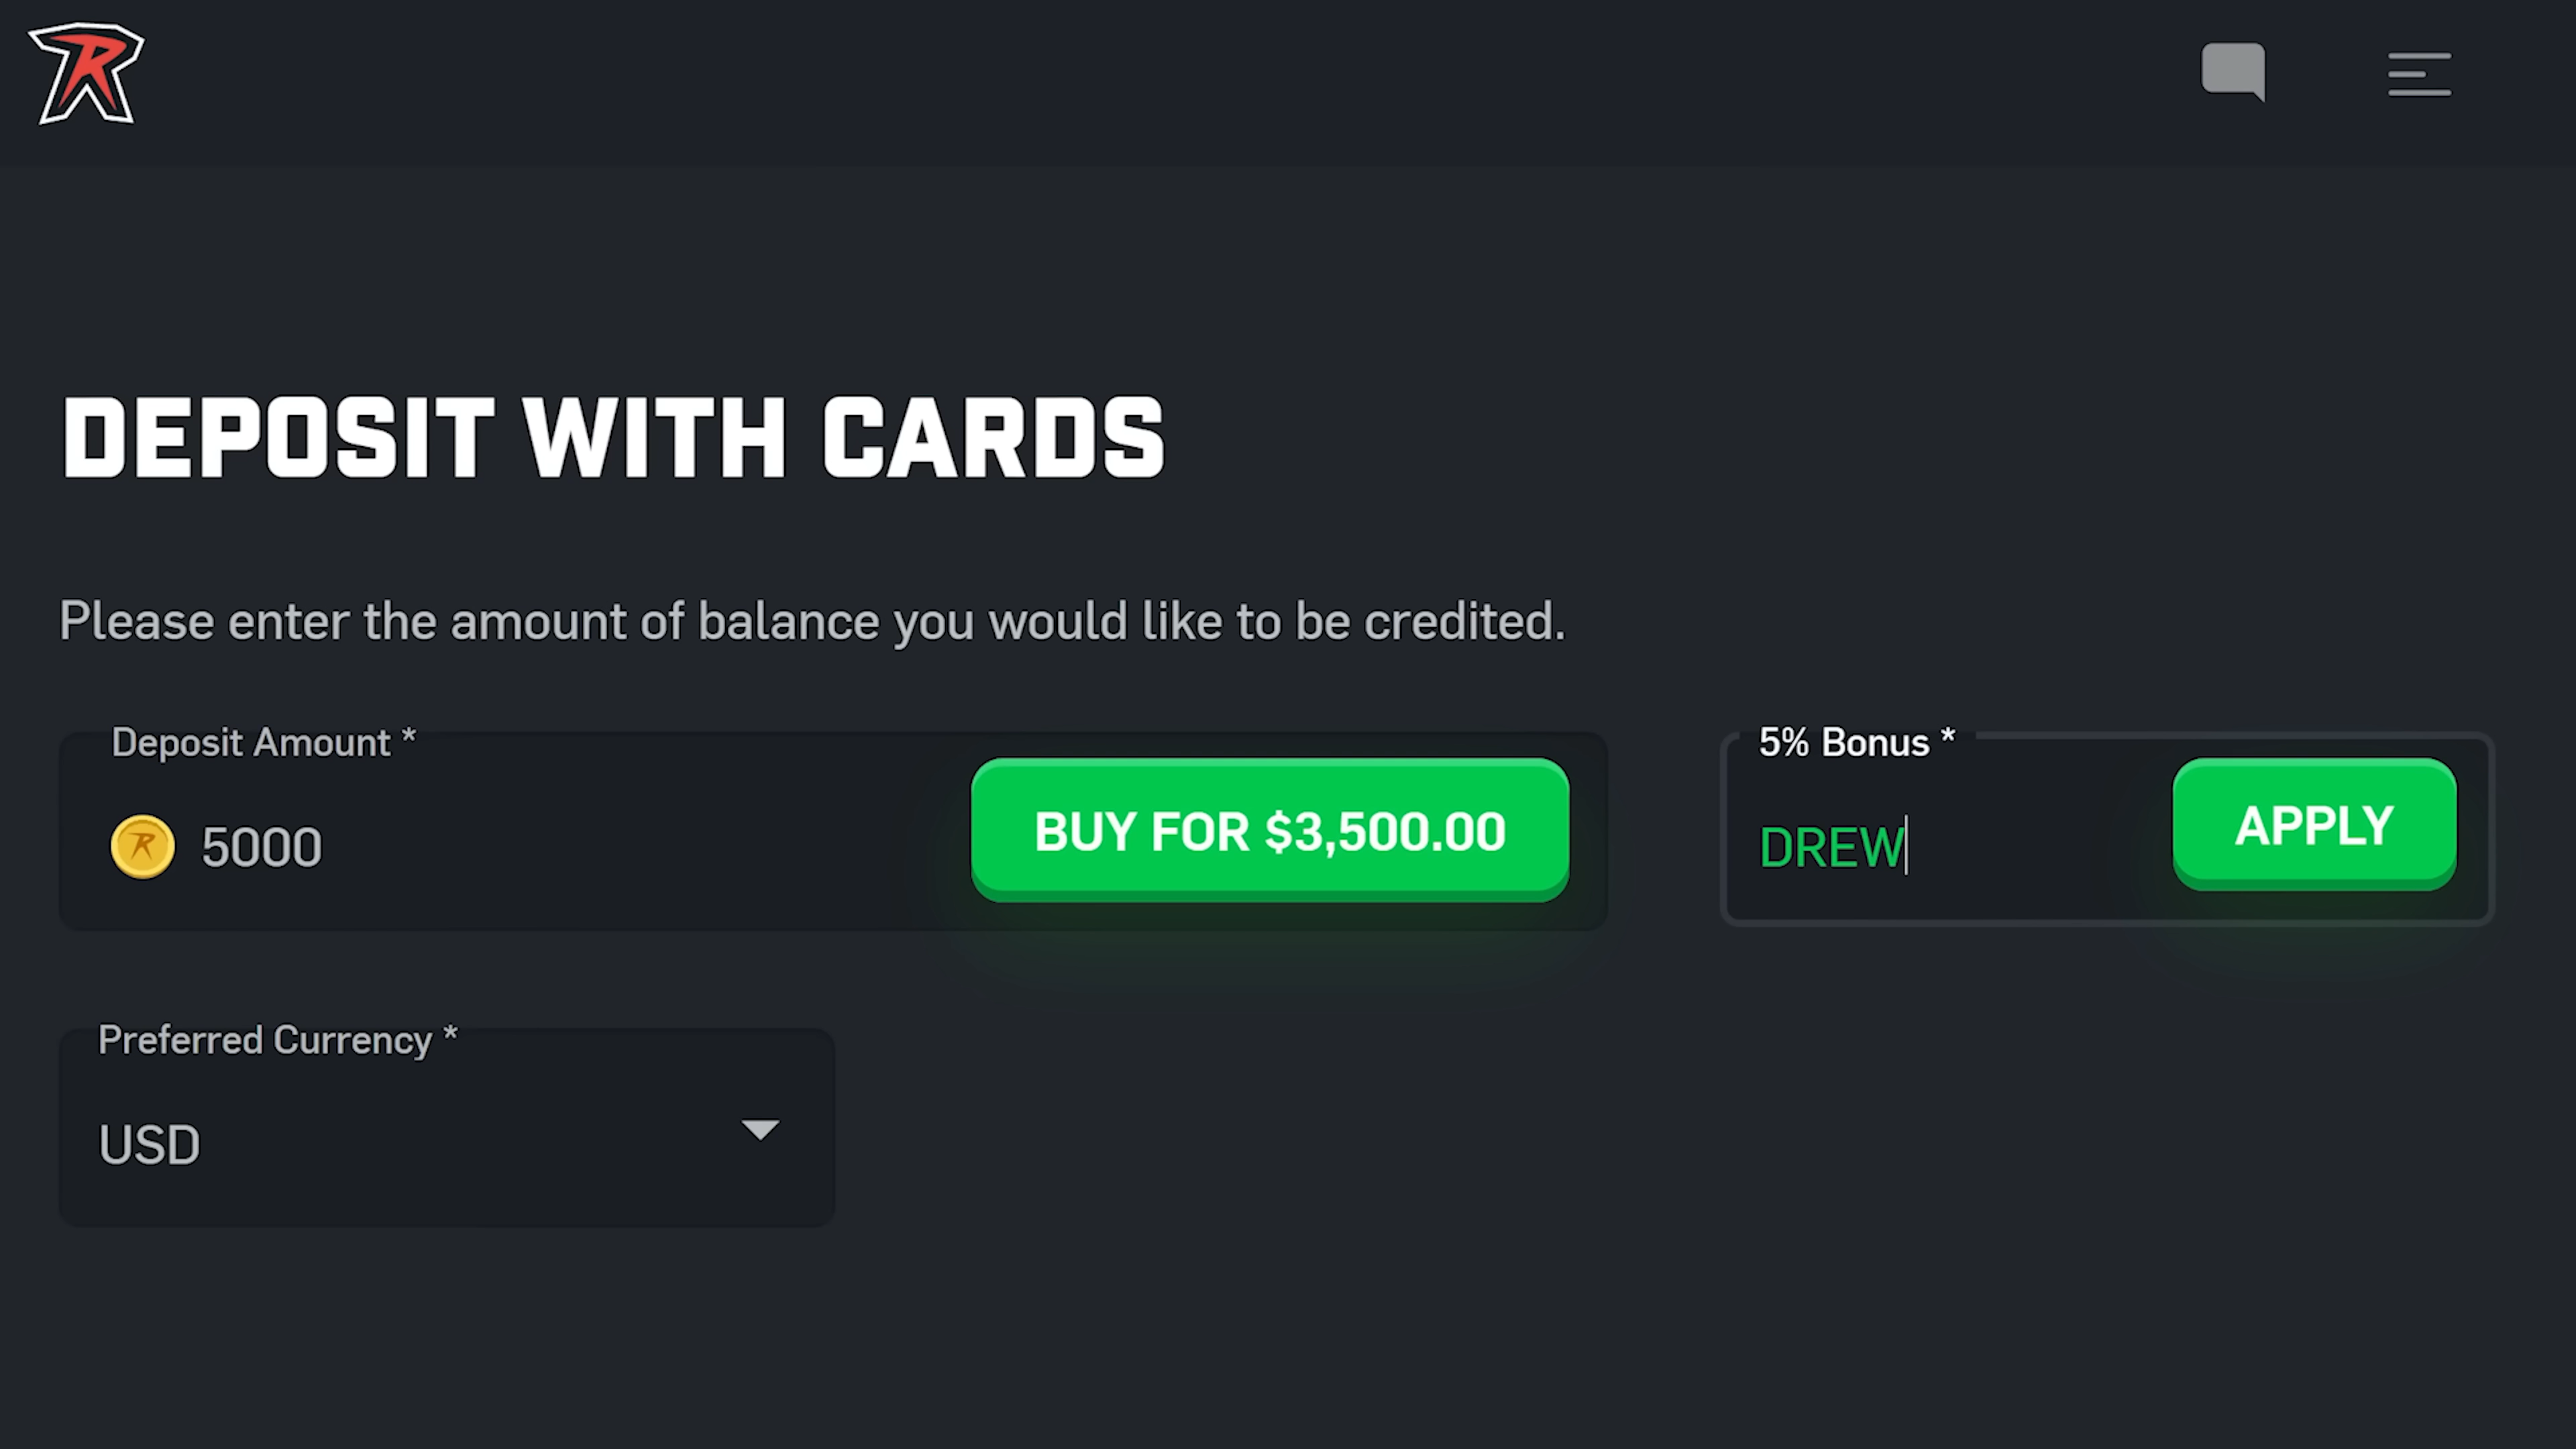 DEPOSIT WITH CARDS
Please enter the amount of balance you would like to be credited.
Deposit Amount *
5000
BUY FOR $3,500.00
5% Bonus *
DREW
APPLY
Preferred Currency *
USD